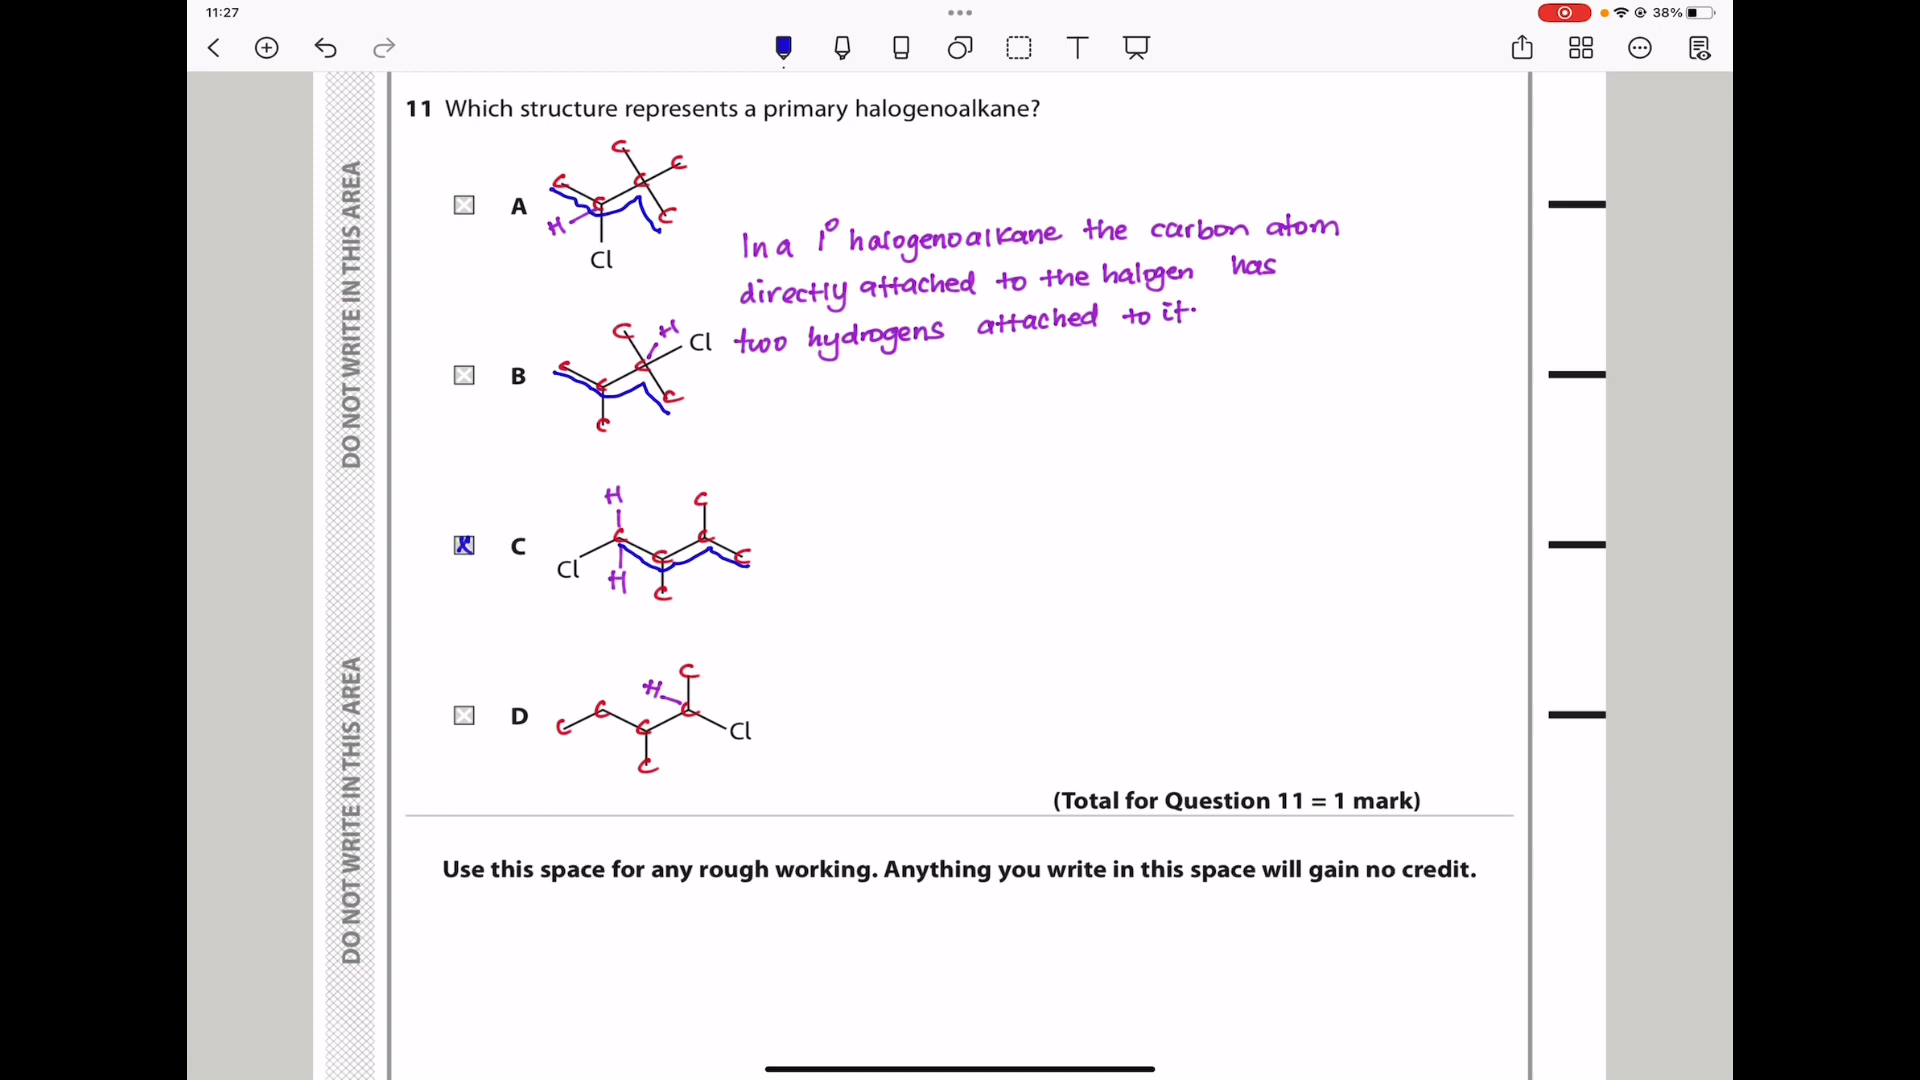 11:27
38%
11 Which structure represents a primary halogenoalkane?
C
C
C
C
A
C
C
H
Cl
In a 1° halogenoalkane the carbon atom
directly attached to the halogen has
two hydrogens attached to it.
C
H
Cl
C
C
B
C
C
C
H
C
C
C
C
C
C
Cl
H
C
C
H
C
C
D
C
C
Cl
C
C
(Total for Question 11 = 1 mark)
Use this space for any rough working. Anything you write in this space will gain no credit.
DO NOT WRITE IN THIS AREA
DO NOT WRITE IN THIS AREA